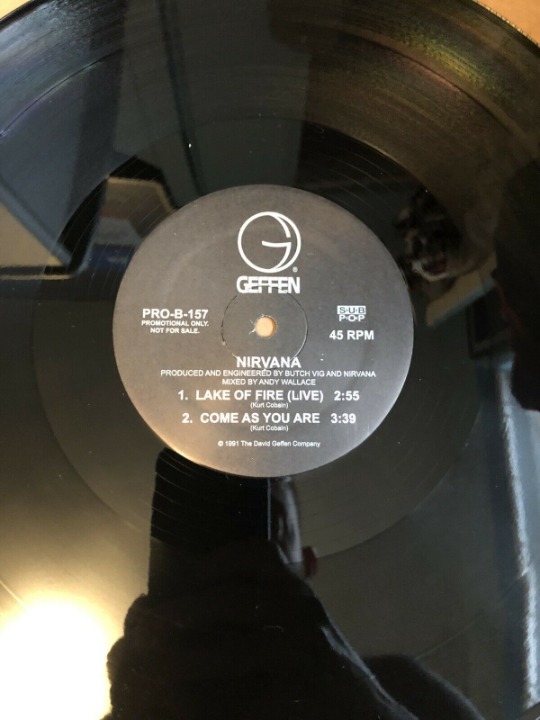 GEFFEN
®
PRO-B-157
PROMOTIONAL ONLY.
NOT FOR SALE.
SUB
POP
45 RPM
NIRVANA
PRODUCED AND ENGINEERED BY BUTCH VIG AND NIRVANA
MIXED BY ANDY WALLACE
1. LAKE OF FIRE (LIVE) 2:55
(Kurt Cobain)
2. COME AS YOU ARE 3:39
(Kurt Cobain)
© 1991 The David Geffen Company